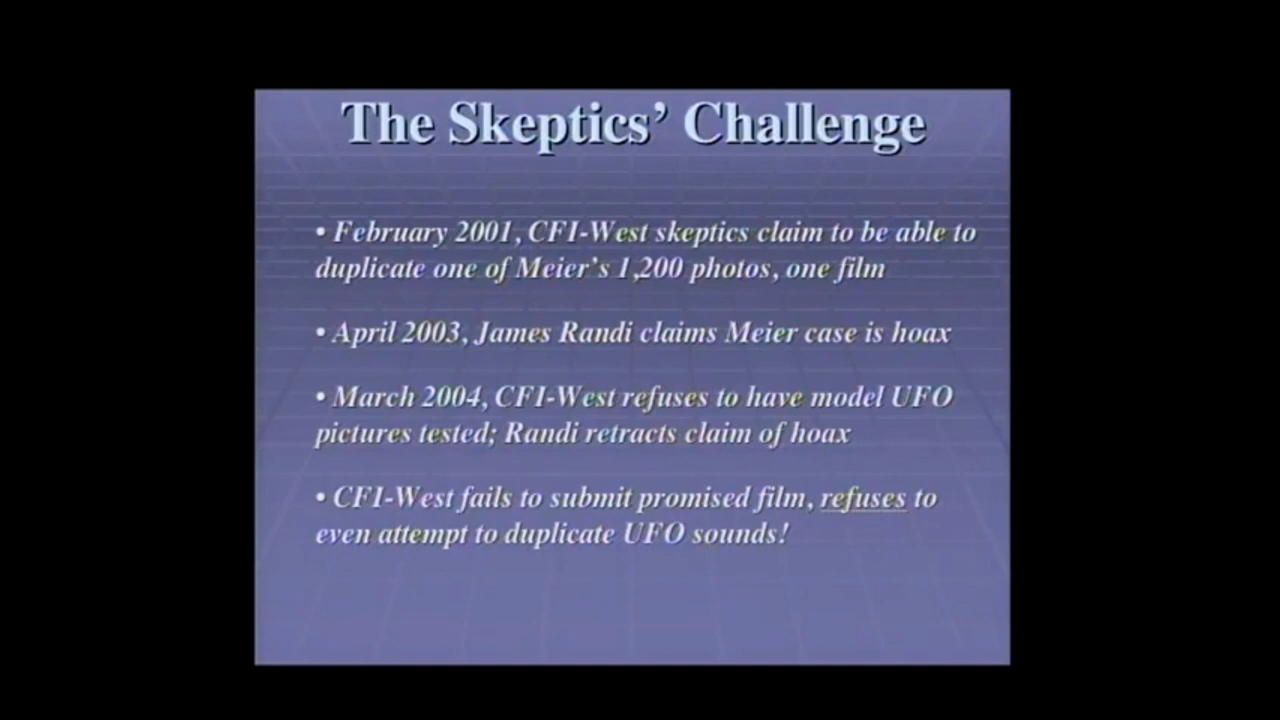 The Skeptics’ Challenge
• February 2001, CFI-West skeptics claim to be able to
duplicate one of Meier’s 1,200 photos, one film
• April 2003, James Randi claims Meier case is hoax
• March 2004, CFI-West refuses to have model UFO
pictures tested; Randi retracts claim of hoax
• CFI-West fails to submit promised film, refuses to
even attempt to duplicate UFO sounds!